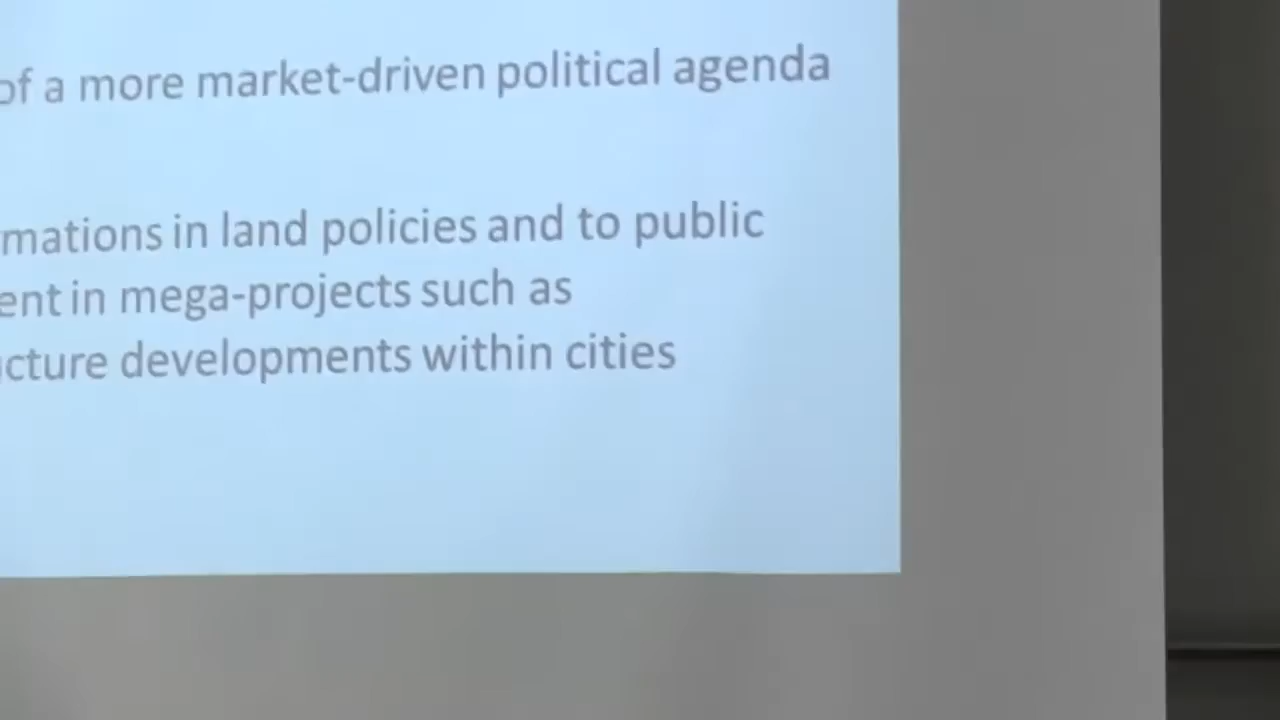 of a more market-driven political agenda
mations in land policies and to public
ent in mega-projects such as
cture developments within cities